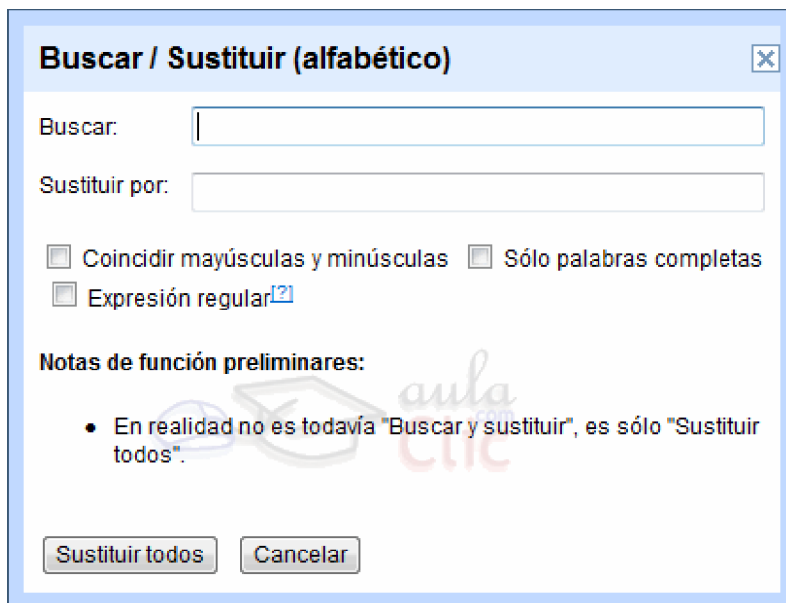 Buscar / Sustituir (alfabético)
Buscar:
Sustituir por:
Coincidir mayúsculas y minúsculas Sólo palabras completas
Expresión regular[?]
Notas de función preliminares:
aula
.com
clic
• En realidad no es todavía "Buscar y sustituir", es sólo "Sustituir
todos".
Sustituir todos Cancelar